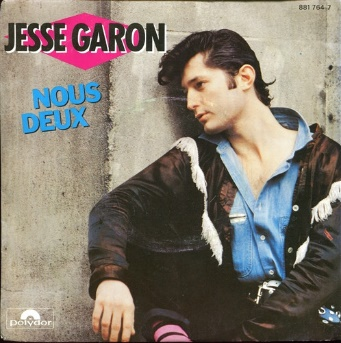 881 764-7
JESSE GARON
NOUS
DEUX
polydor